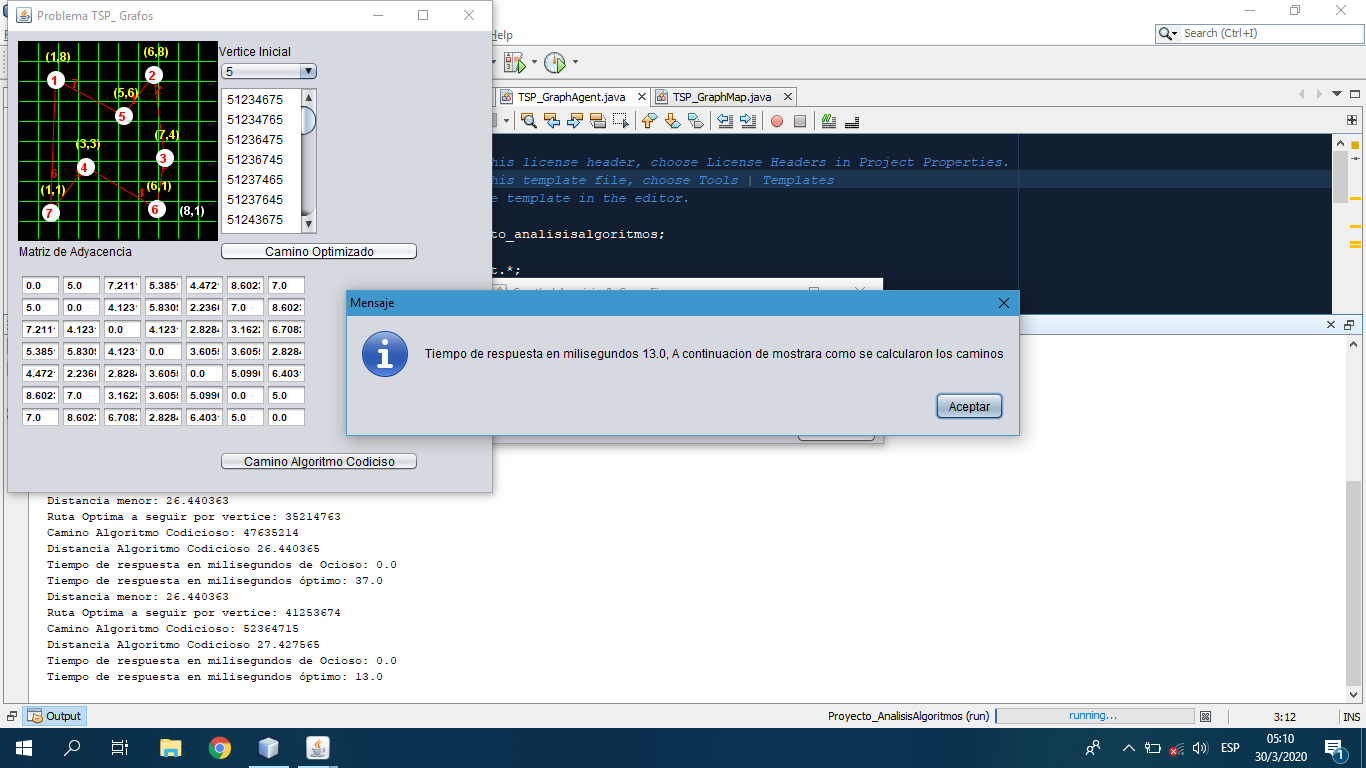 Problema TSP_ Grafos
Help
Search (Ctrl+I)
(1,8)
(6,8)
1
7
2
(5,6)
5
(7,4)
(3,3)
3
4
6
(6,1)
(1,1)
4
7
6
(8,1)
Vertice Inicial
5
51234675
51234765
51236475
51236745
51237465
51237645
51243675
Matriz de Adyacencia
Camino Optimizado
0.0 5.0 7.211 5.385 4.472 8.602 7.0
5.0 0.0 4.123 5.830 2.236 7.0 8.602
7.211 4.123 0.0 4.123 2.828 3.162 6.708
5.385 5.830 4.123 0.0 3.605 3.605 2.828
4.472 2.236 2.828 3.605 0.0 5.099 6.403
8.602 7.0 3.162 3.605 5.099 0.0 5.0
7.0 8.602 6.708 2.828 6.403 5.0 0.0
Camino Algoritmo Codiciso
TSP_GraphAgent.java
TSP_GraphMap.java
his license header, choose License Headers in Project Properties.
his template file, choose Tools | Templates
e template in the editor.
to_analisisalgoritmos;
t.*;
Mensaje
Tiempo de respuesta en milisegundos 13.0, A continuacion de mostrara como se calcularon los caminos
Aceptar
Distancia menor: 26.440363
Ruta Optima a seguir por vertice: 35214763
Camino Algoritmo Codicioso: 47635214
Distancia Algoritmo Codicioso 26.440365
Tiempo de respuesta en milisegundos de Ocioso: 0.0
Tiempo de respuesta en milisegundos óptimo: 37.0
Distancia menor: 26.440363
Ruta Optima a seguir por vertice: 41253674
Camino Algoritmo Codicioso: 52364715
Distancia Algoritmo Codicioso 27.427565
Tiempo de respuesta en milisegundos de Ocioso: 0.0
Tiempo de respuesta en milisegundos óptimo: 13.0
Output
Proyecto_AnalisisAlgoritmos (run)
running...
3:12
INS
ESP
05:10
30/3/2020
1